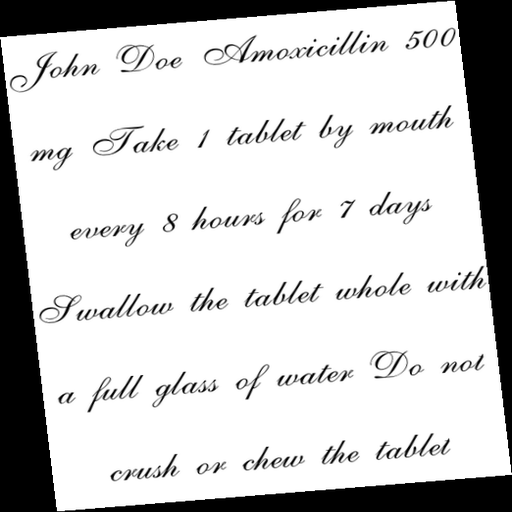 John Doe Amoxicillin 500
mg Take 1 tablet by mouth
every 8 hours for 7 days
Swallow the tablet whole with
a full glass of water Do not
crush or chew the tablet